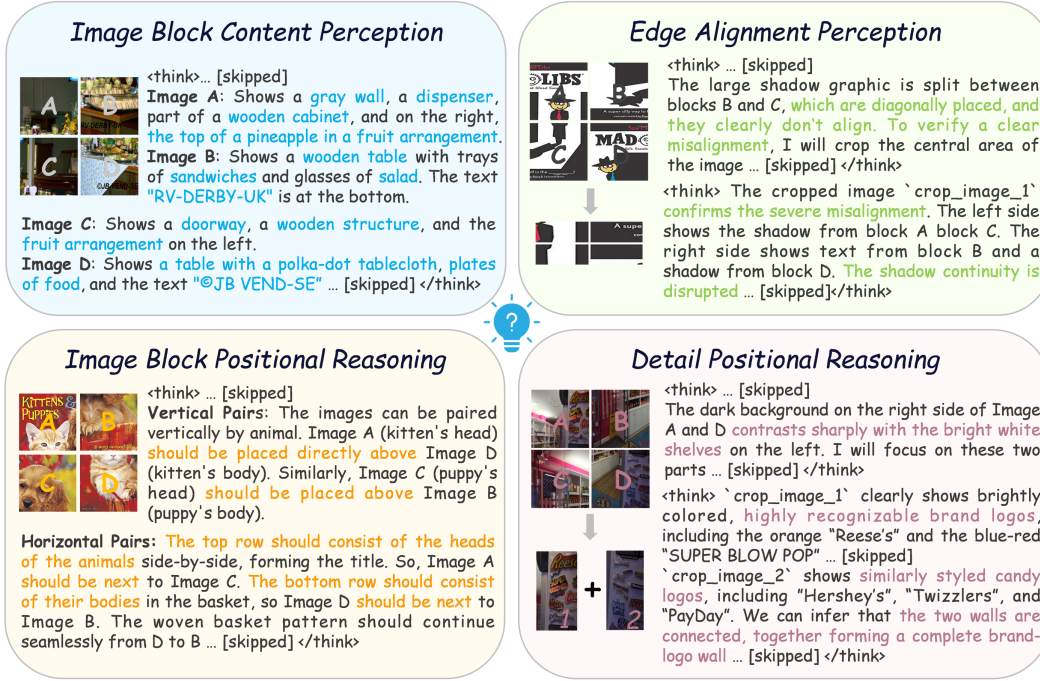 Image Block Content Perception
A
B
C
D
RV-DERBY-UK
©JB VEND-SE
<think>… [skipped]
Image A: Shows a gray wall, a dispenser,
part of a wooden cabinet, and on the right,
the top of a pineapple in a fruit arrangement.
Image B: Shows a wooden table with trays
of sandwiches and glasses of salad. The text
"RV-DERBY-UK" is at the bottom.
Image C: Shows a doorway, a wooden structure, and the
fruit arrangement on the left.
Image D: Shows a table with a polka-dot tablecloth, plates
of food, and the text "©JB VEND-SE” … [skipped] </think>
Edge Alignment Perception
LIBS
B
C
MAD
D
<think> … [skipped]
The large shadow graphic is split between
blocks B and C, which are diagonally placed, and
they clearly don't align. To verify a clear
misalignment, I will crop the central area of
the image … [skipped] </think>
A supe
<think> The cropped image `crop_image_1`
confirms the severe misalignment. The left side
shows the shadow from block A block C. The
right side shows text from block B and a
shadow from block D. The shadow continuity is
disrupted … [skipped]</think>
?
Image Block Positional Reasoning
KITTENS &
PUPPIES
A
B
C
D
<think> … [skipped]
Vertical Pairs: The images can be paired
vertically by animal. Image A (kitten's head)
should be placed directly above Image D
(kitten's body). Similarly, Image C (puppy's
head) should be placed above Image B
(puppy's body).
Horizontal Pairs: The top row should consist of the heads
of the animals side-by-side, forming the title. So, Image A
should be next to Image C. The bottom row should consist
of their bodies in the basket, so Image D should be next to
Image B. The woven basket pattern should continue
seamlessly from D to B … [skipped] </think>
Detail Positional Reasoning
A
B
C
D
<think> … [skipped]
The dark background on the right side of Image
A and D contrasts sharply with the bright white
shelves on the left. I will focus on these two
parts … [skipped] </think>
Reese's
1
+
2
<think> `crop_image_1` clearly shows brightly
colored, highly recognizable brand logos,
including the orange “Reese’s” and the blue-red
“SUPER BLOW POP” … [skipped]
`crop_image_2` shows similarly styled candy
logos, including "Hershey’s”, “Twizzlers”, and
“PayDay”. We can infer that the two walls are
connected, together forming a complete brand-
logo wall … [skipped] </think>